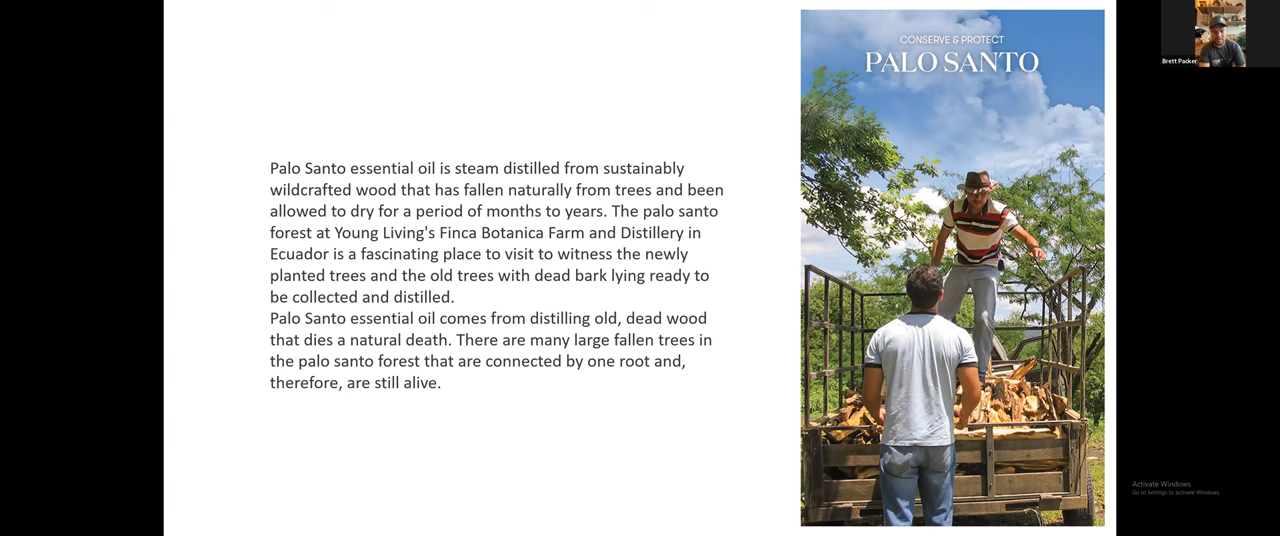 Palo Santo essential oil is steam distilled from sustainably
wildcrafted wood that has fallen naturally from trees and been
allowed to dry for a period of months to years. The palo santo
forest at Young Living's Finca Botanica Farm and Distillery in
Ecuador is a fascinating place to visit to witness the newly
planted trees and the old trees with dead bark lying ready to
be collected and distilled.
Palo Santo essential oil comes from distilling old, dead wood
that dies a natural death. There are many large fallen trees in
the palo santo forest that are connected by one root and,
therefore, are still alive.
CONSERVE & PROTECT
PALO SANTO
Brett Packer
Activate Windows
Go to Settings to activate Windows.